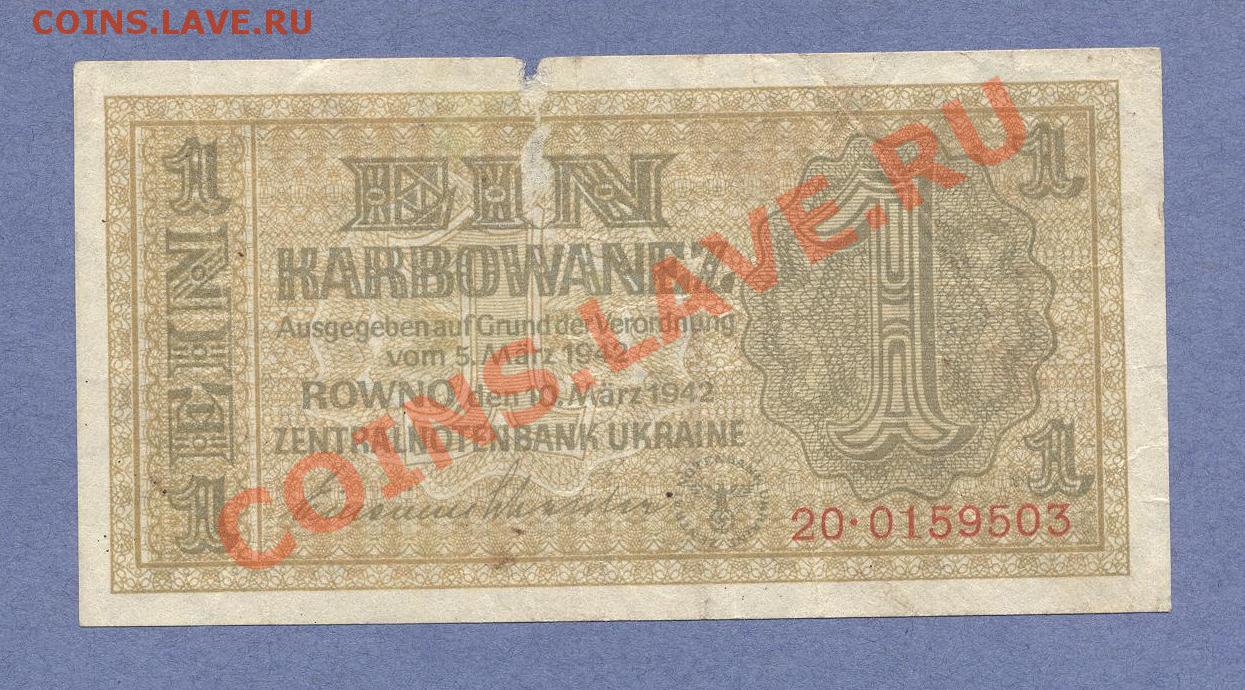 COINS.LAVE.RU
1
EIN
1
EIN
KARBOWANEZ
Ausgegeben auf Grund der Verordnung
vom 5. März 1942
ROWNO, den 10. März 1942
ZENTRALNOTENBANK UKRAINE
1
1
1
20·0159503
COINS.LAVE.RU